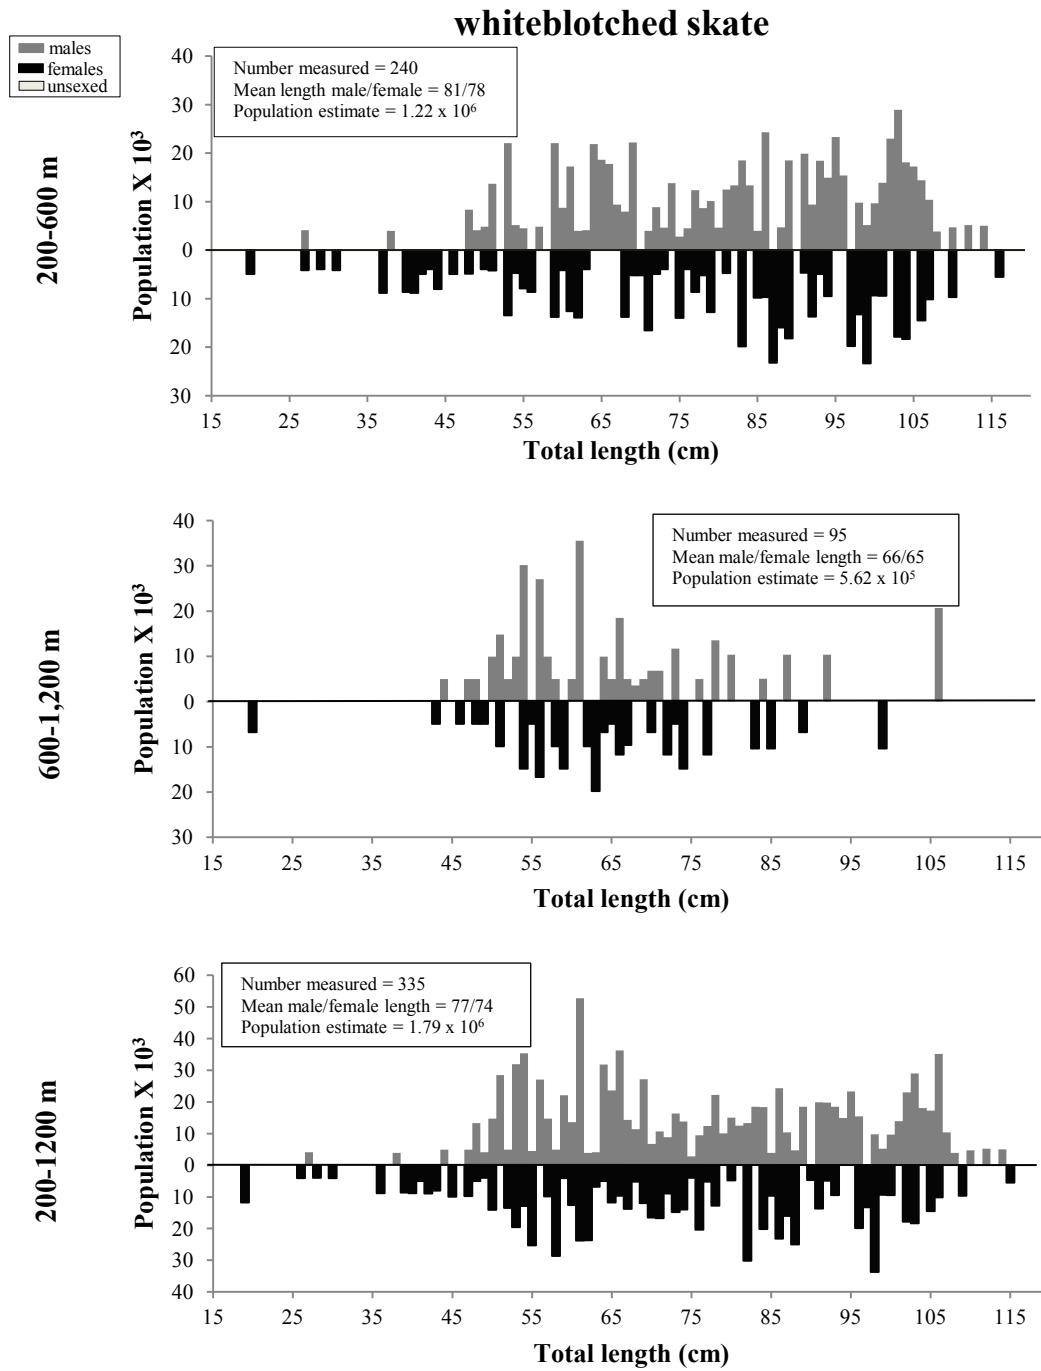 whiteblotched skate
males
females
unsexed
200-600 m
Population X 10³
40
30
20
10
0
10
20
30
Number measured = 240
Mean length male/female = 81/78
Population estimate = 1.22 x 10⁶
15 25 35 45 55 65 75 85 95 105 115
Total length (cm)
600-1,200 m
Population X 10³
40
30
20
10
0
10
20
30
Number measured = 95
Mean male/female length = 66/65
Population estimate = 5.62 x 10⁵
15 25 35 45 55 65 75 85 95 105 115
Total length (cm)
200-1200 m
Population X 10³
60
50
40
30
20
10
0
10
20
30
40
Number measured = 335
Mean male/female length = 77/74
Population estimate = 1.79 x 10⁶
15 25 35 45 55 65 75 85 95 105 115
Total length (cm)